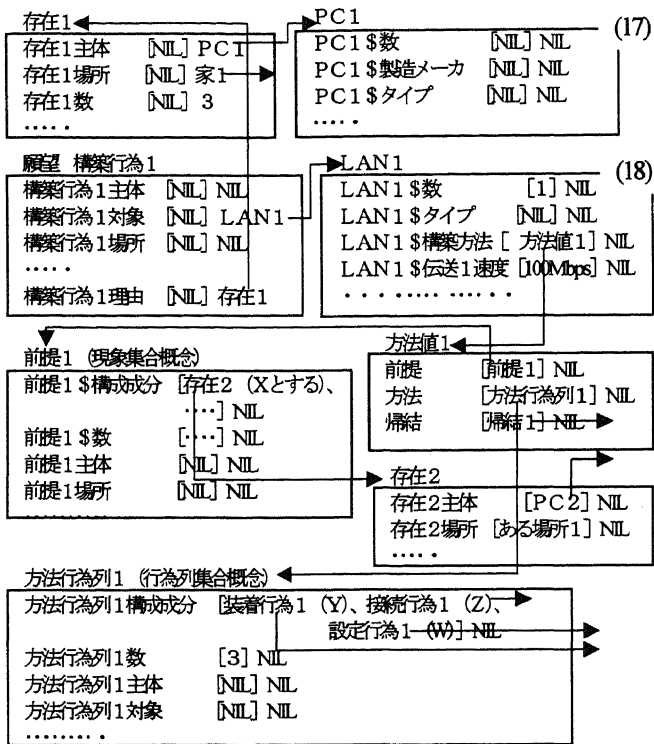 存在1
存在1主体 [NIL] PC1
存在1場所 [NIL] 家1
存在1数 [NIL] 3
・・・・・
PC1
(17)
PC1$数 [NIL] NIL
PC1$製造メーカ [NIL] NIL
PC1$タイプ [NIL] NIL
・・・・・
願望 構築行為1
構築行為1主体 [NIL] NIL
構築行為1対象 [NIL] LAN1
構築行為1場所 [NIL] NIL
・・・・・
構築行為1理由 [NIL] 存在1
LAN1
(18)
LAN1$数 [1] NIL
LAN1$タイプ [NIL] NIL
LAN1$構築方法 [方法値1] NIL
LAN1$伝送1速度 [100Mbps] NIL
・・・・・・・・・・・
前提1 (現象集合概念)
前提1$構成成分 [存在2 (Xとする)、
・・・・] NIL
前提1$数 [・・・・] NIL
前提1主体 [NIL] NIL
前提1場所 [NIL] NIL
・・・・・・・・・
方法値1
前提 [前提1] NIL
方法 [方法行為列1] NIL
帰結 [帰結1] NIL
存在2
存在2主体 [PC2] NIL
存在2場所 [ある場所1] NIL
・・・・・
方法行為列1 (行為列集合概念)
方法行為列1構成成分 [装着行為1 (Y)、接続行為1 (Z)、
設定行為1 (W)] NIL
方法行為列1数 [3] NIL
方法行為列1主体 [NIL] NIL
方法行為列1対象 [NIL] NIL
・・・・・・・・・